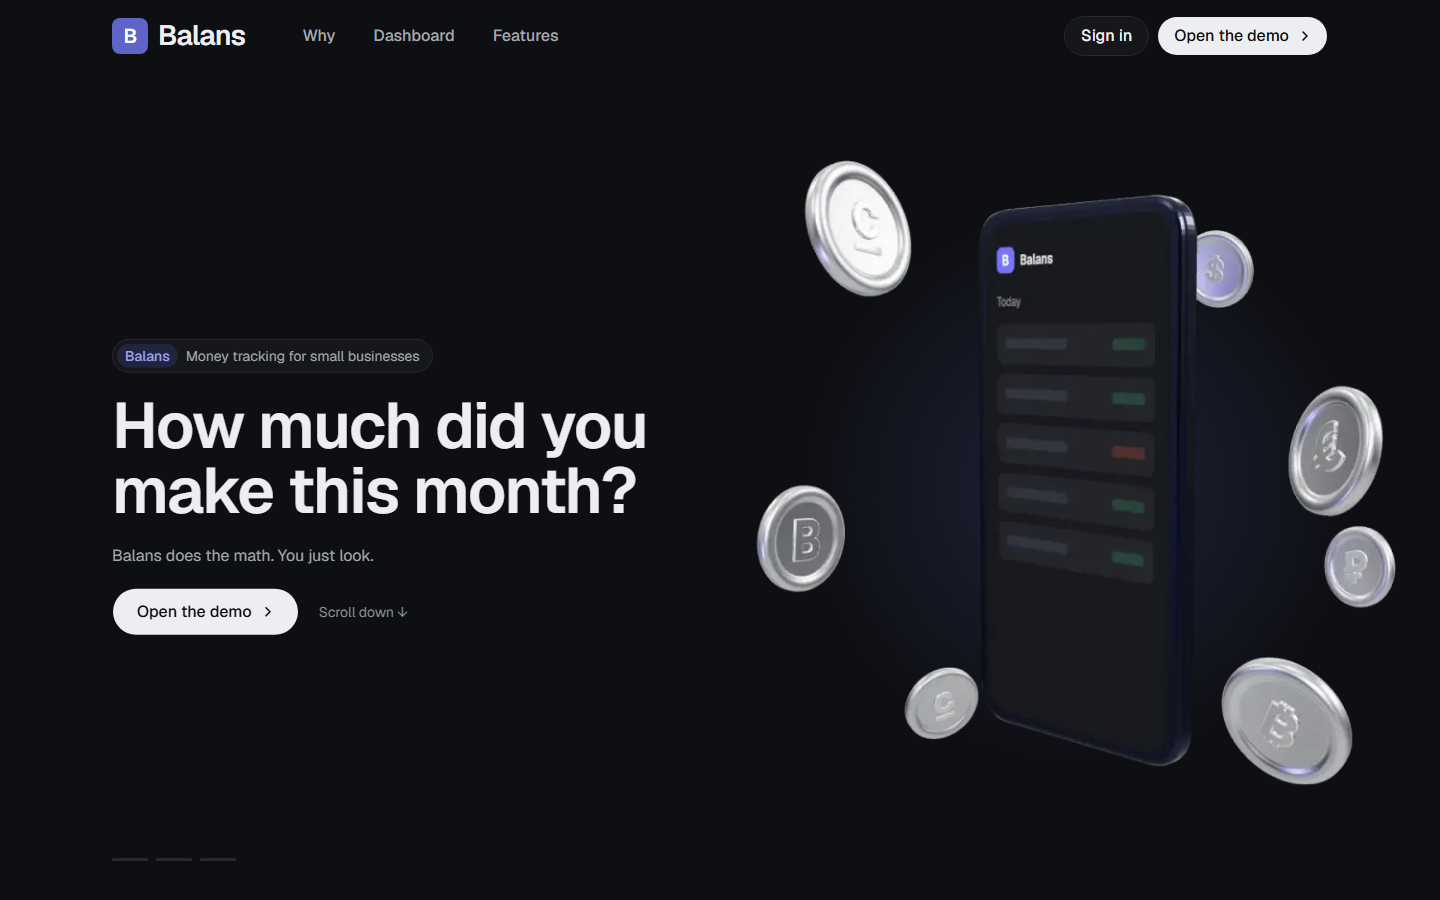 B Balans Why Dashboard Features Sign in Open the demo
Balans Money tracking for small businesses
How much did you
make this month?
Balans does the math. You just look.
Open the demo Scroll down ↓
B Balans
Today
$
B